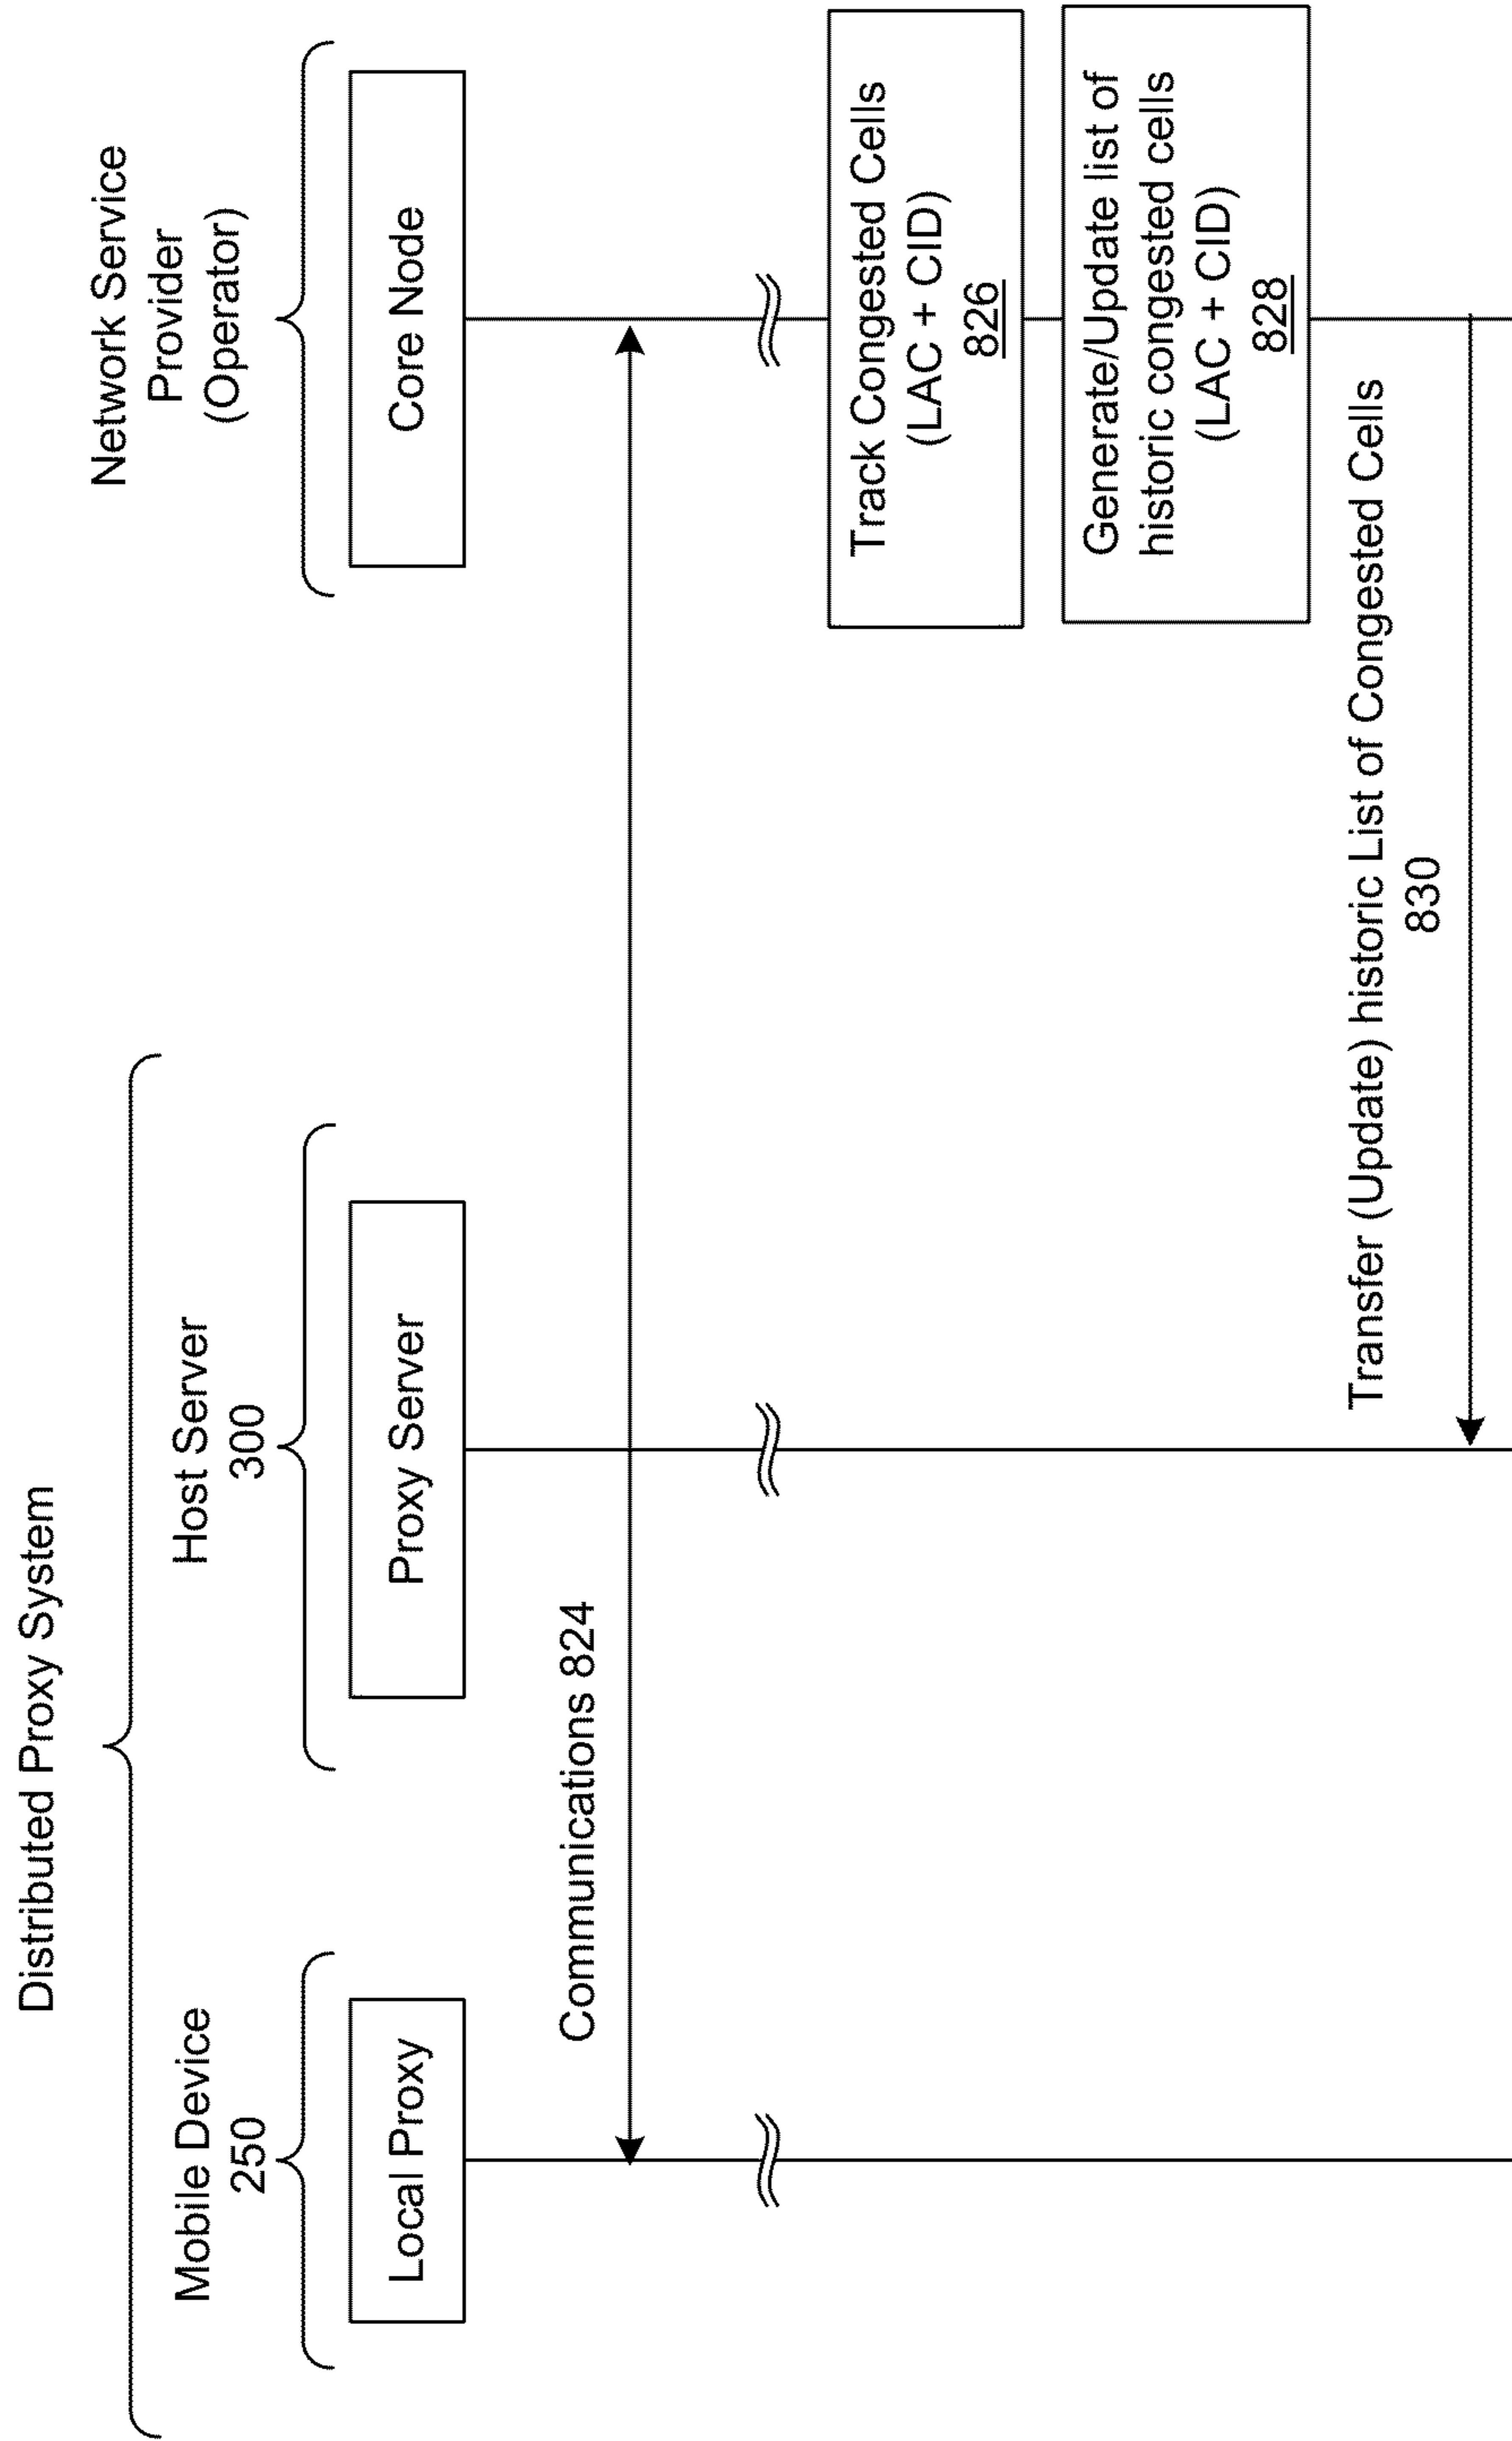 Distributed Proxy System
Mobile Device
250
Host Server
300
Network Service
Provider
(Operator)
Local Proxy
Proxy Server
Core Node
Communications 824
Track Congested Cells
(LAC + CID)
826
Generate/Update list of
historic congested cells
(LAC + CID)
828
Transfer (Update) historic List of Congested Cells
830